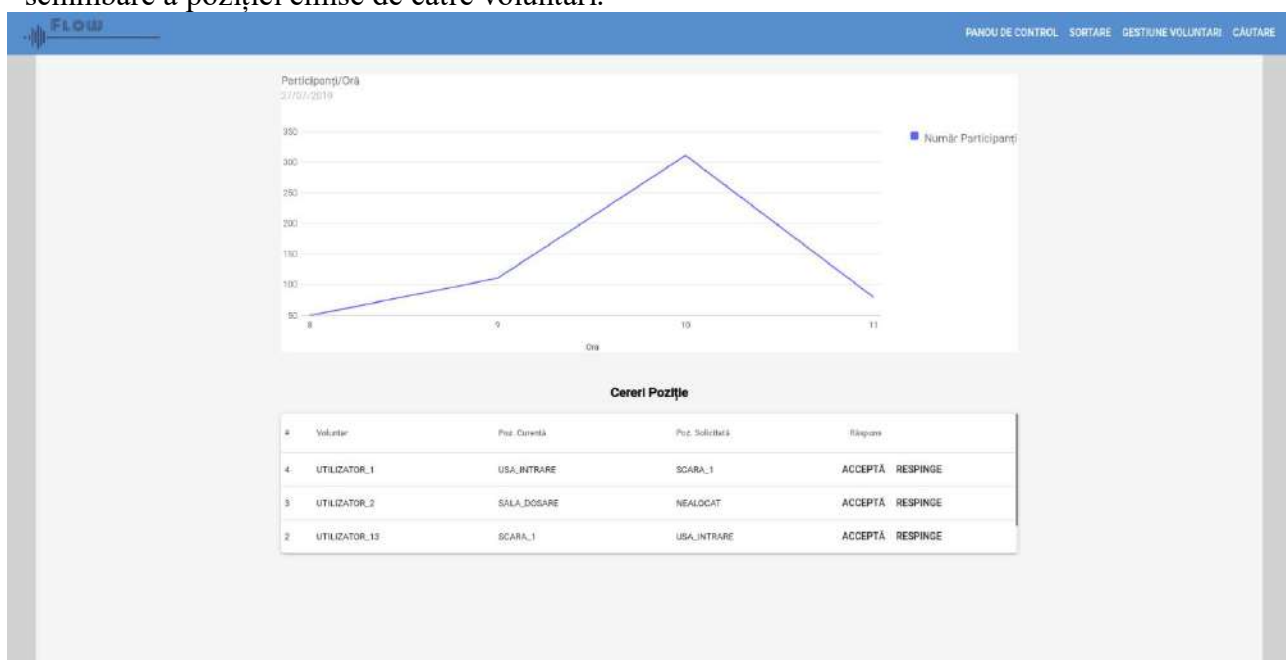 schimbare a poziției emise de către voluntari.
FLOW
PANOU DE CONTROL SORTARE GESTIUNE VOLUNTARI CĂUTARE
Participanți/Oră
27/07/2019
350
Număr Participanți
300
250
200
150
100
50
8 9 10 11
Ora
Cereri Poziție
# Voluntar Poz. Curentă Poz. Solicitată Răspuns
4 UTILIZATOR_1 USA_INTRARE SCARA_1 ACCEPTĂ RESPINGE
3 UTILIZATOR_2 SALA_DOSARE NEALOCAT ACCEPTĂ RESPINGE
2 UTILIZATOR_13 SCARA_1 USA_INTRARE ACCEPTĂ RESPINGE